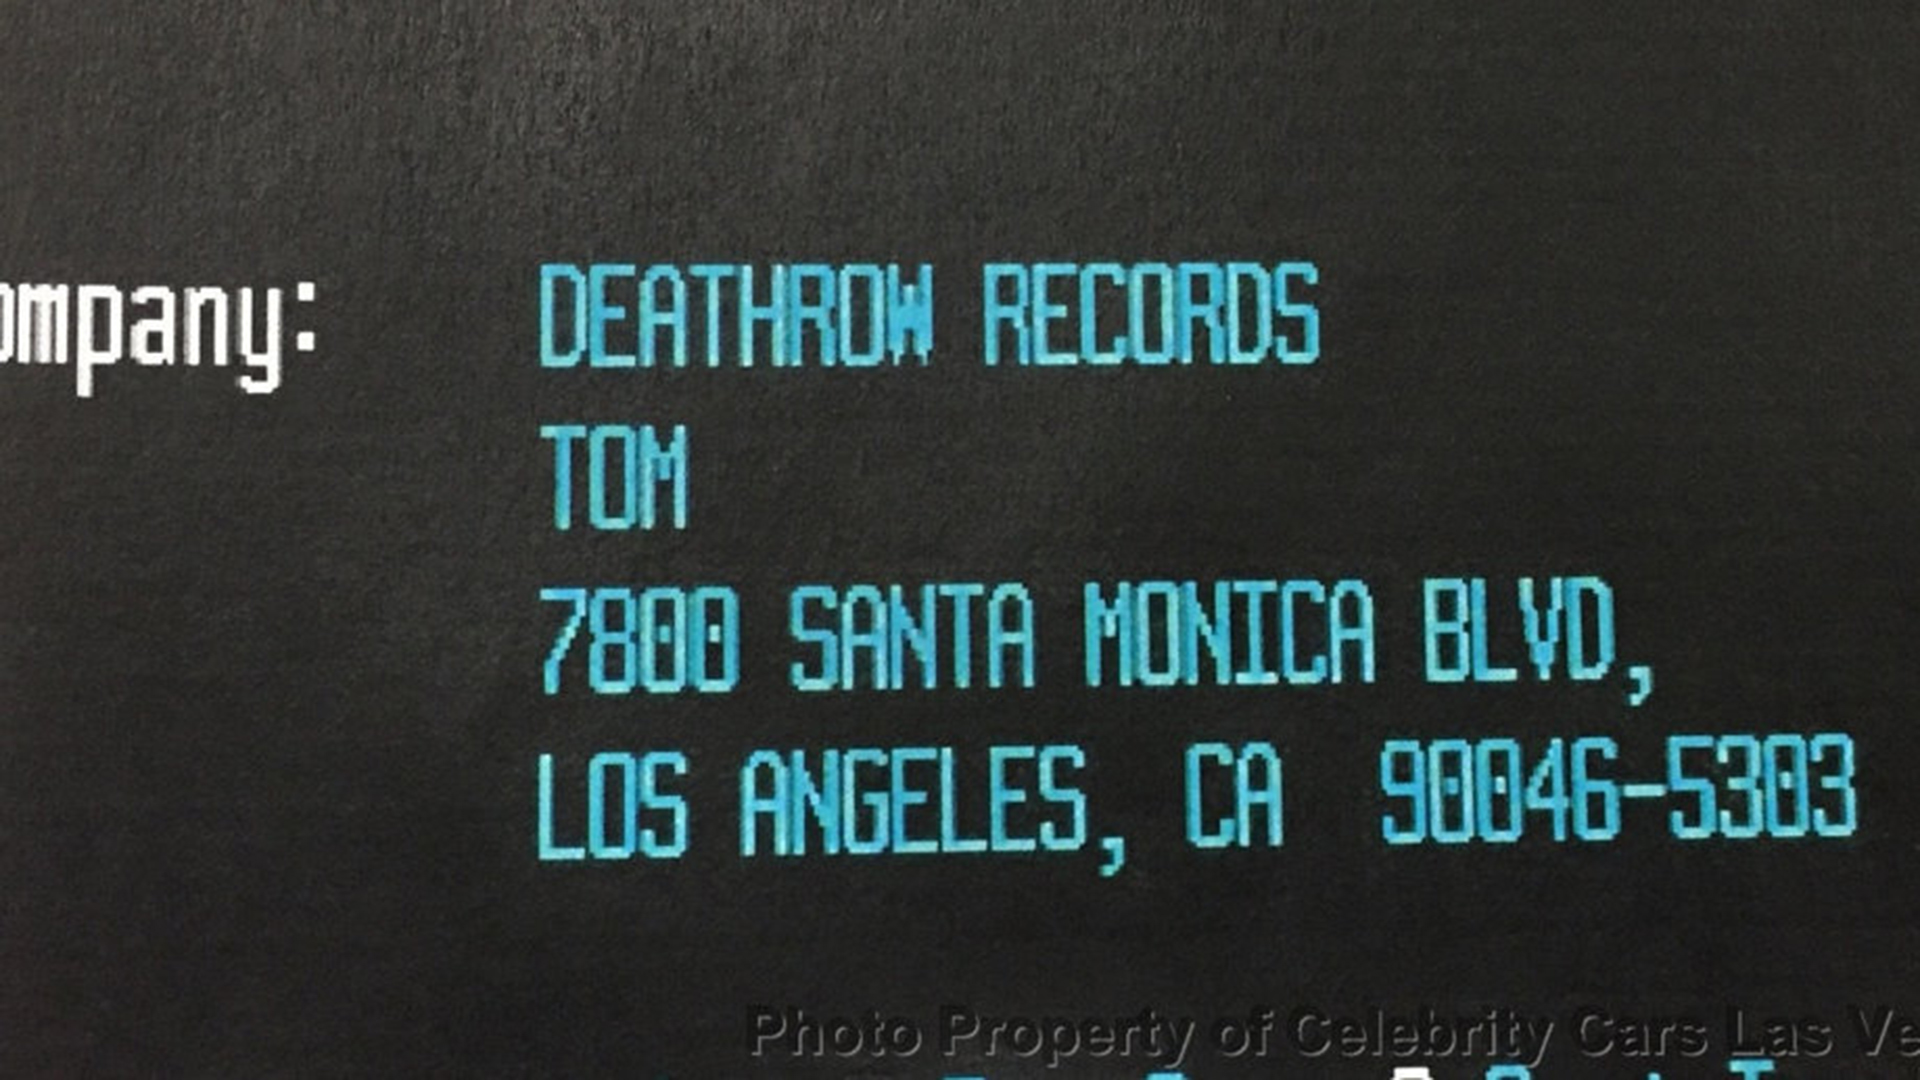 ompany: DEATHROW RECORDS
TOM
7800 SANTA MONICA BLVD,
LOS ANGELES, CA 90046-5303
Photo Property of Celebrity Cars Las Ve